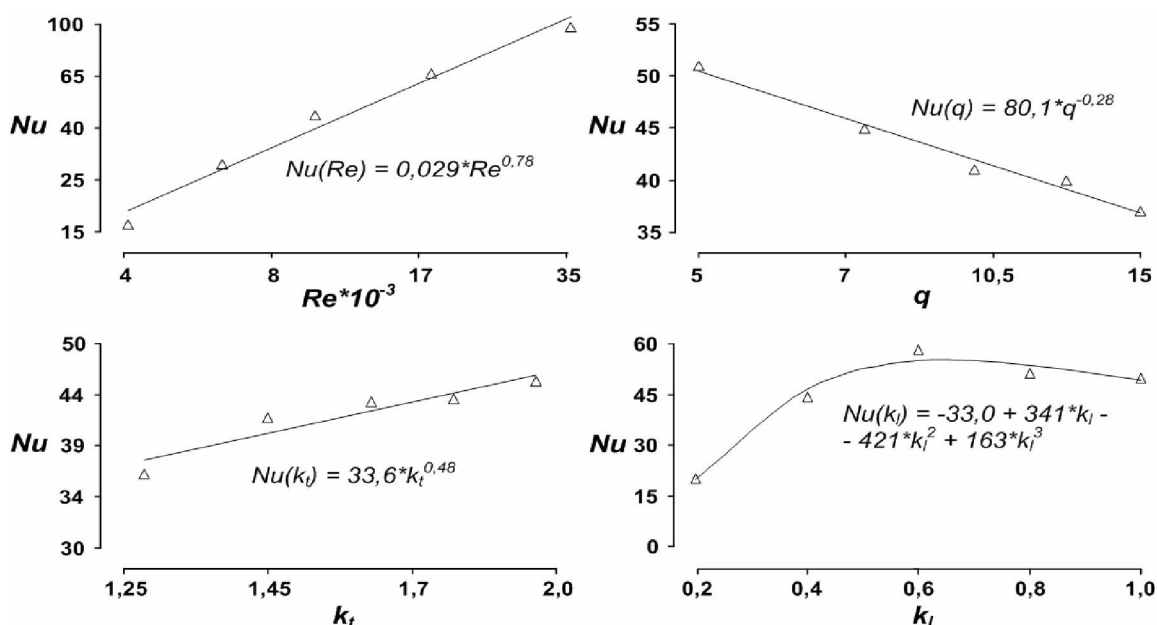 100
65
40
25
15
Nu
Nu(Re) = 0,029*Re^0,78
4 8 17 35
Re*10^-3
55
50
45
40
35
Nu
Nu(q) = 80,1*q^-0,28
5 7 10,5 15
q
50
44
39
34
30
Nu
Nu(k_t) = 33,6*k_t^0,48
1,25 1,45 1,7 2,0
k_t
60
45
30
15
0
Nu
Nu(k_l) = -33,0 + 341*k_l -
- 421*k_l^2 + 163*k_l^3
0,2 0,4 0,6 0,8 1,0
k_l